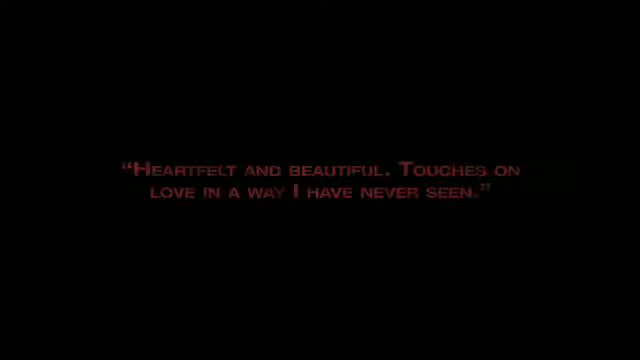 “Heartfelt and beautiful. Touches on
love in a way I have never seen.”